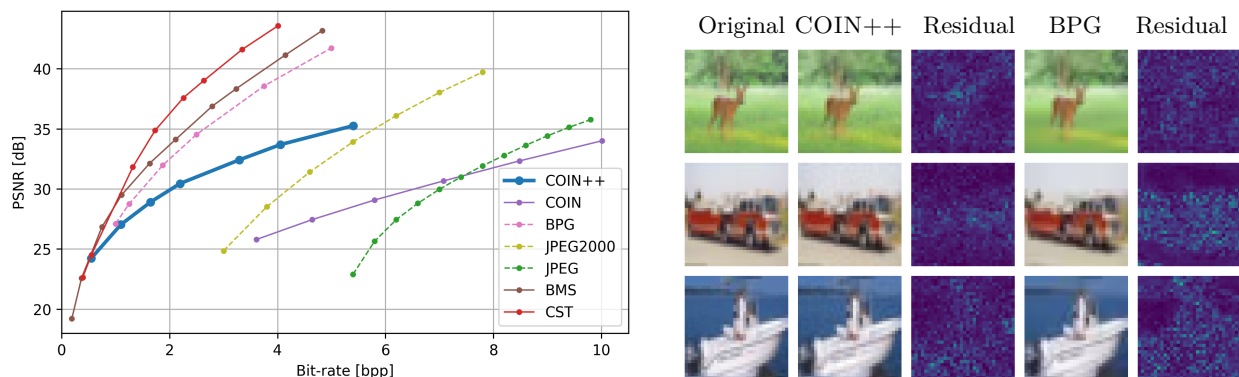 Original COIN++ Residual BPG Residual
PSNR [dB]
40
35
30
25
20
COIN++
COIN
BPG
JPEG2000
JPEG
BMS
CST
0 2 4 6 8 10
Bit-rate [bpp]